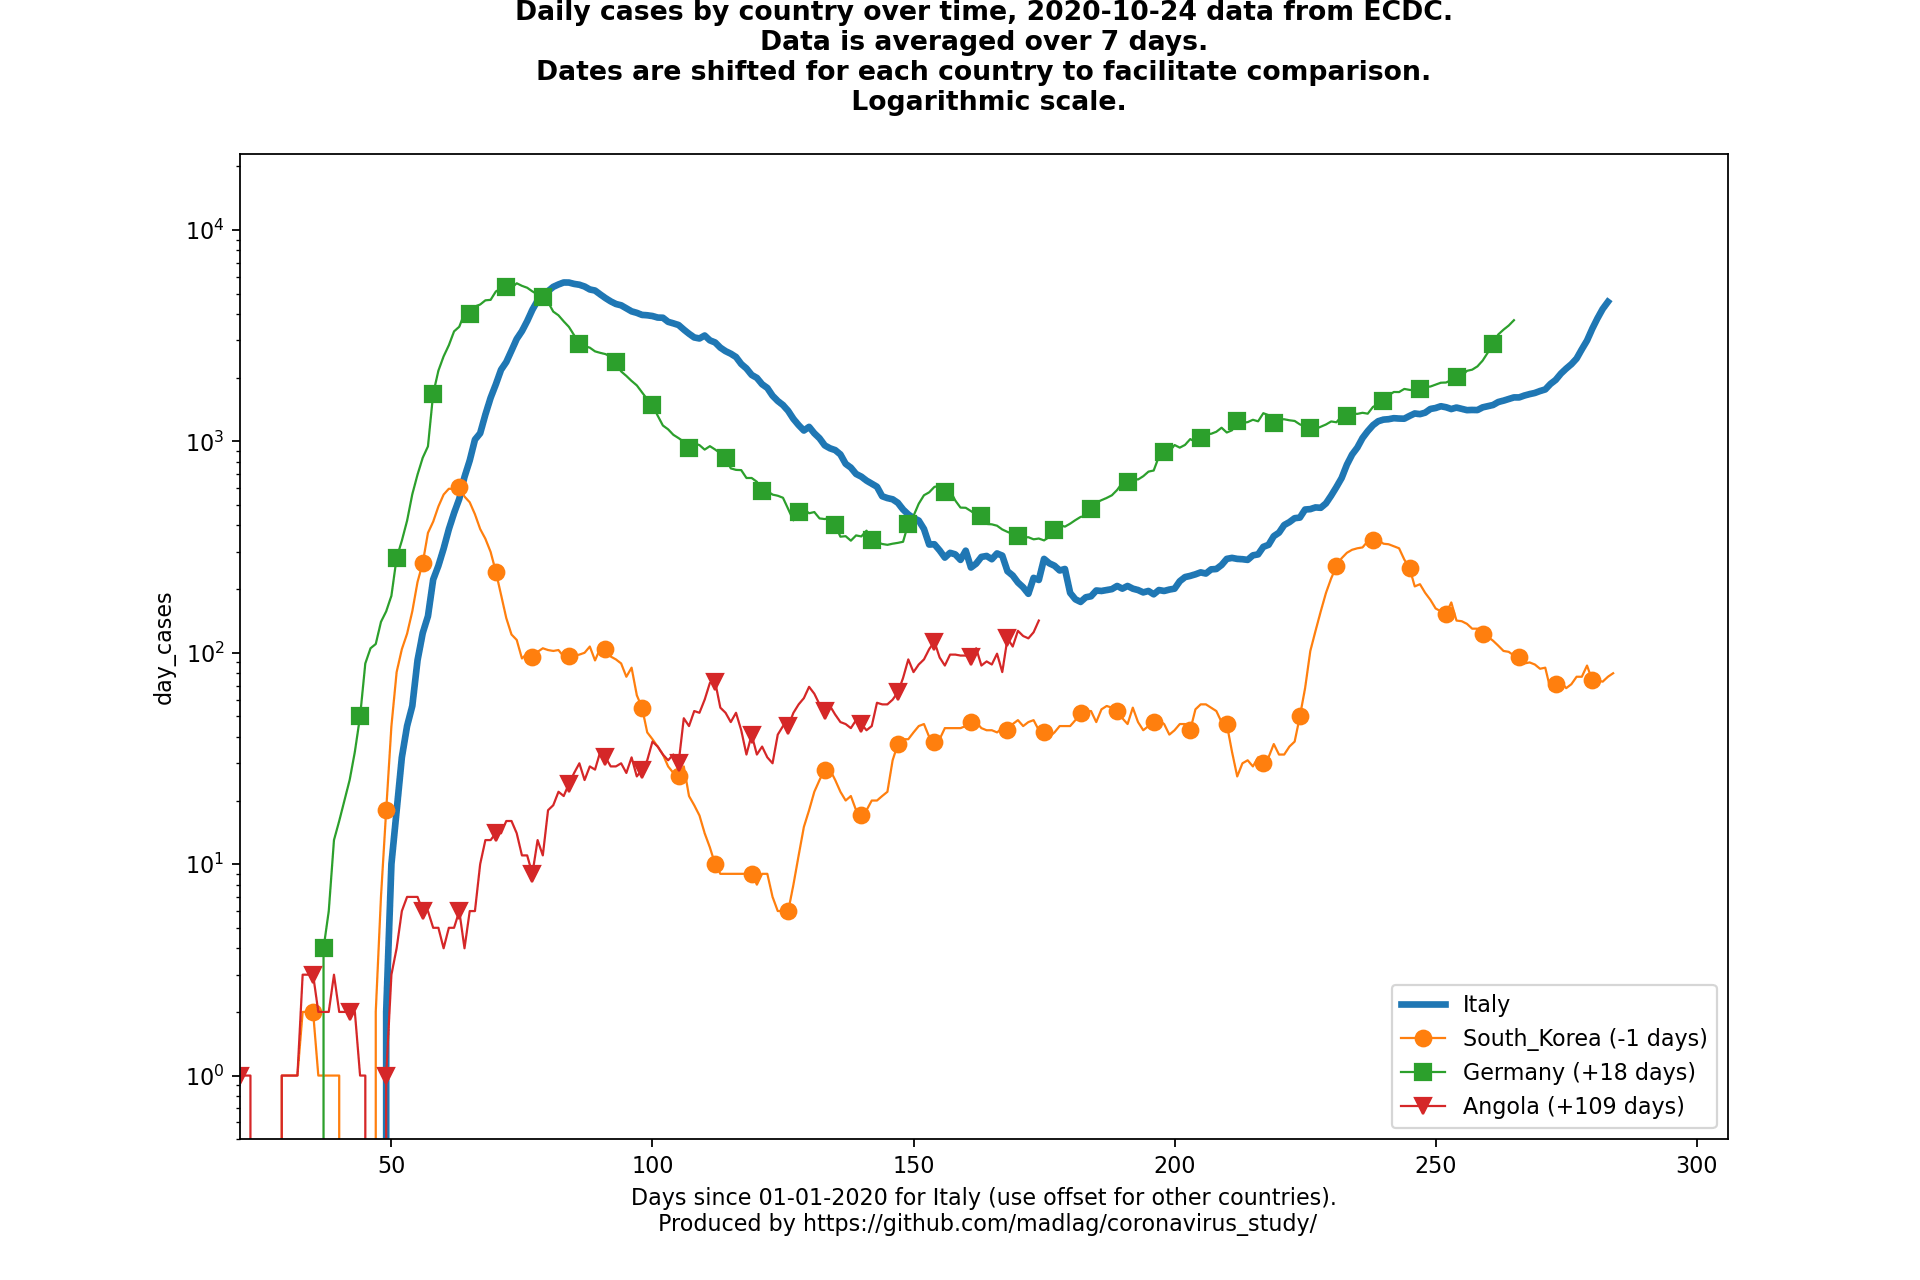 Daily cases by country over time, 2020-10-24 data from ECDC.
Data is averaged over 7 days.
Dates are shifted for each country to facilitate comparison.
Logarithmic scale.
10^4
10^3
10^2
10^1
10^0
day_cases
50 100 150 200 250 300
Italy
South_Korea (-1 days)
Germany (+18 days)
Angola (+109 days)
Days since 01-01-2020 for Italy (use offset for other countries).
Produced by https://github.com/madlag/coronavirus_study/